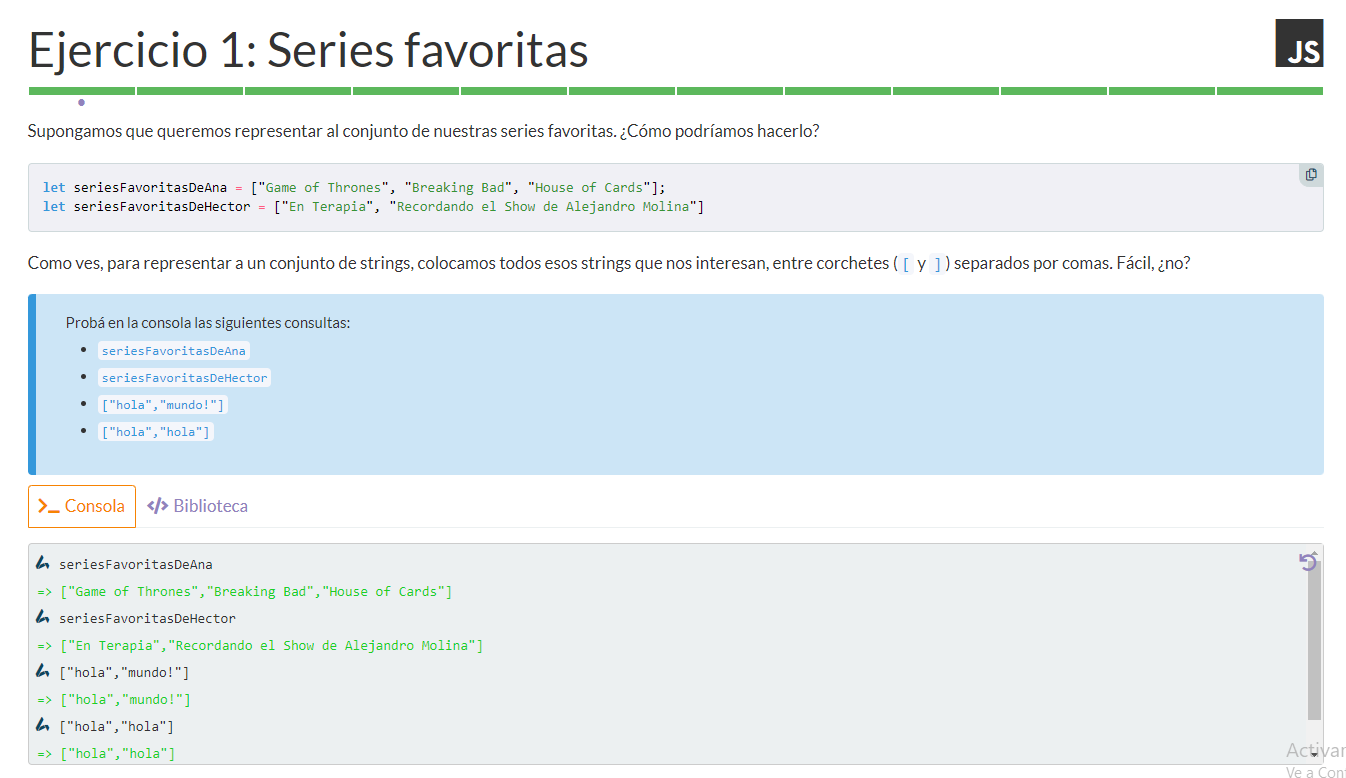 Ejercicio 1: Series favoritas
JS
Supongamos que queremos representar al conjunto de nuestras series favoritas. ¿Cómo podríamos hacerlo?
let seriesFavoritasDeAna = ["Game of Thrones", "Breaking Bad", "House of Cards"];
let seriesFavoritasDeHector = ["En Terapia", "Recordando el Show de Alejandro Molina"]
Como ves, para representar a un conjunto de strings, colocamos todos esos strings que nos interesan, entre corchetes ( [ y ] ) separados por comas. Fácil, ¿no?
Probá en la consola las siguientes consultas:
• seriesFavoritasDeAna
• seriesFavoritasDeHector
• ["hola","mundo!"]
• ["hola","hola"]
Consola
</> Biblioteca
seriesFavoritasDeAna
=> ["Game of Thrones","Breaking Bad","House of Cards"]
seriesFavoritasDeHector
=> ["En Terapia","Recordando el Show de Alejandro Molina"]
["hola","mundo!"]
=> ["hola","mundo!"]
["hola","hola"]
=> ["hola","hola"]
Activar
Ve a Con